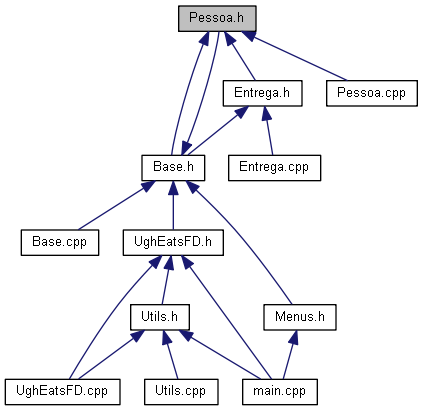 Pessoa.h
Entrega.h
Pessoa.cpp
Base.h
Entrega.cpp
Base.cpp
UghEatsFD.h
Utils.h
Menus.h
UghEatsFD.cpp
Utils.cpp
main.cpp